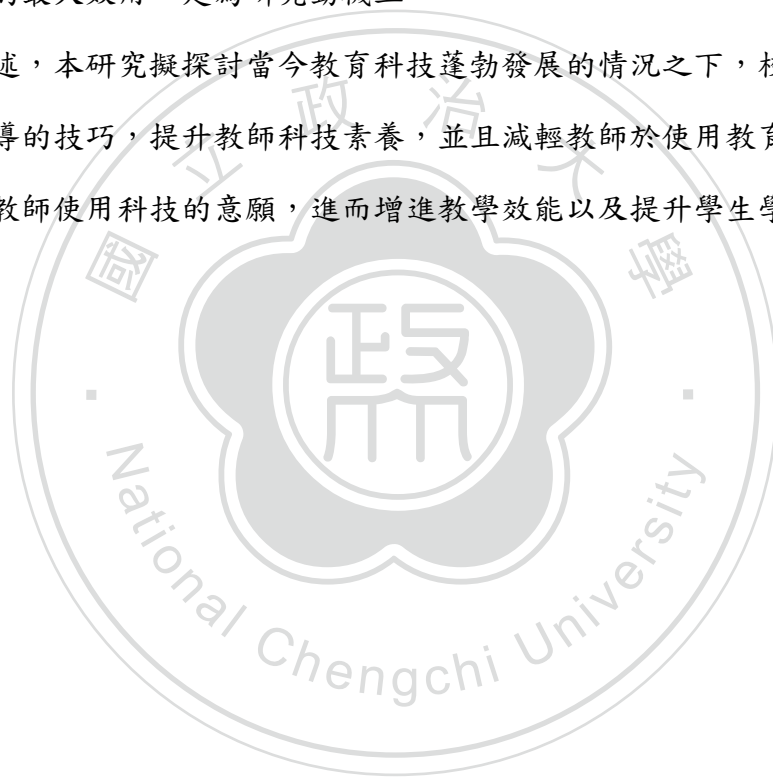 述，本研究擬探討當今教育科技蓬勃發展的情況之下，
導的技巧，提升教師科技素養，並且減輕教師於使用教育
教師使用科技的意願，進而增進教學效能以及提升學生學
國立政治大學
政
National Chengchi University